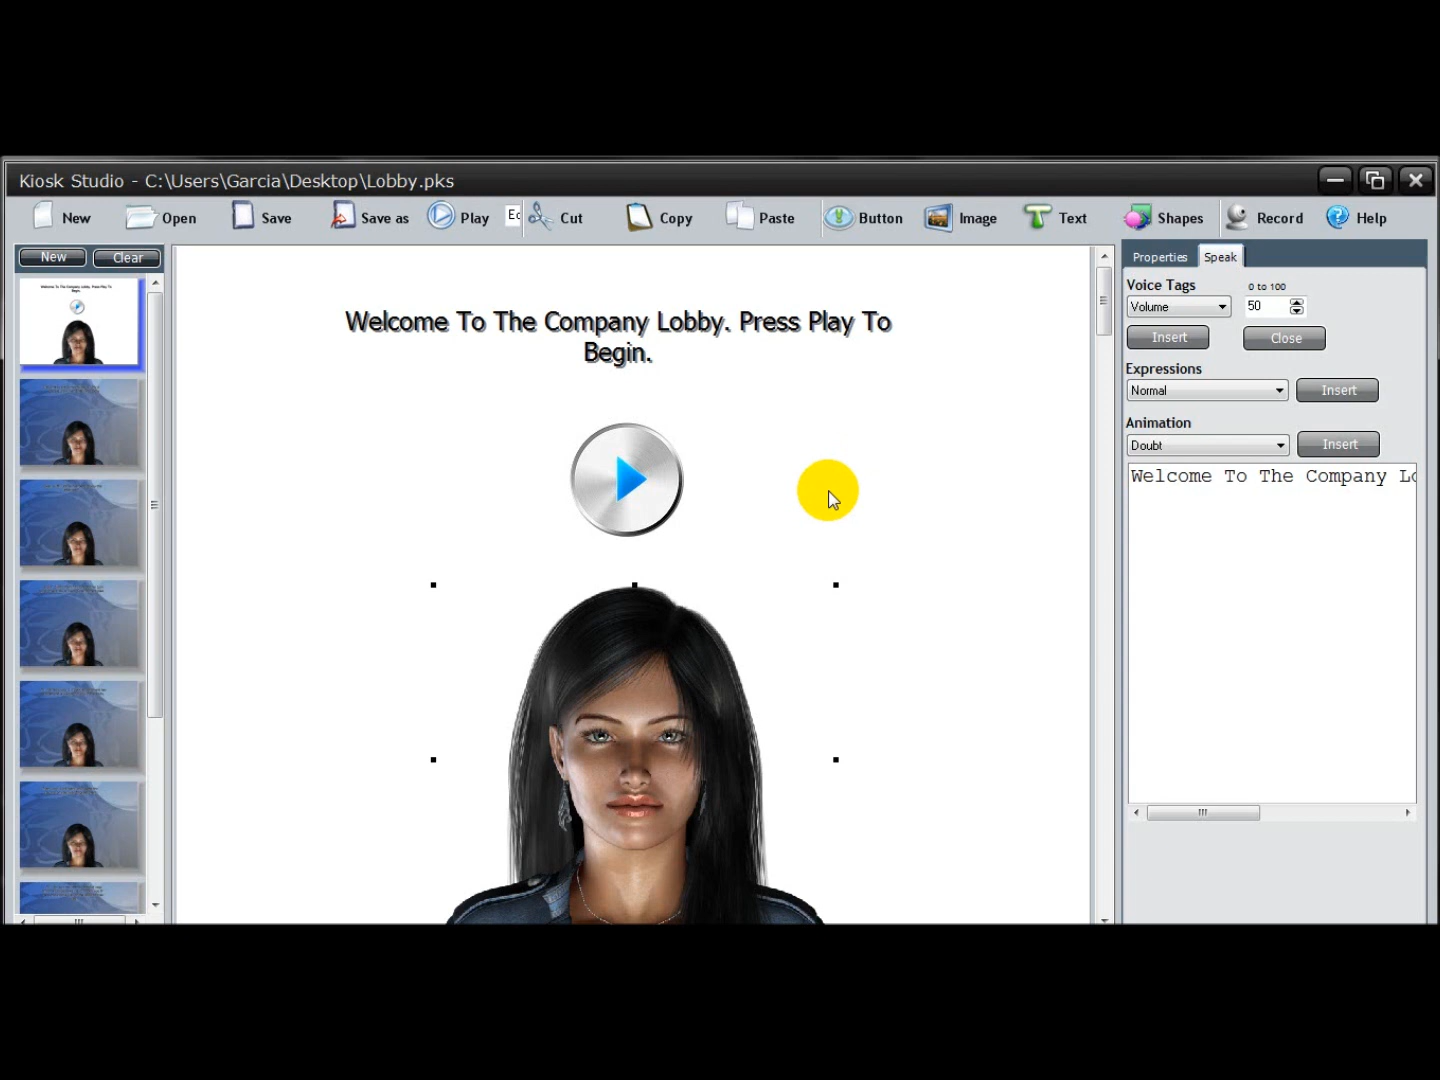 Kiosk Studio - C:\Users\Garcia\Desktop\Lobby.pks
New Open Save Save as Play Cut Copy Paste Button Image Text Shapes Record Help
New Clear
Properties Speak
Voice Tags 0 to 100
Volume 50
Insert Close
Expressions
Normal Insert
Animation
Doubt Insert
Welcome To The Company
Welcome To The Company Lobby. Press Play To
Begin.